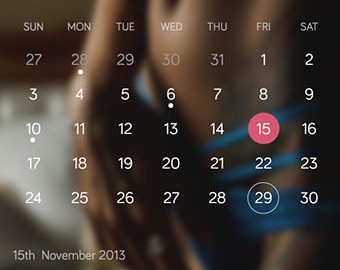 SUN MON TUE WED THU FRI SAT
27 28 29 30 31 1 2
3 4 5 6 7 8 9
10 11 12 13 14 15 16
17 18 19 20 21 22 23
24 25 26 27 28 29 30
15th November 2013